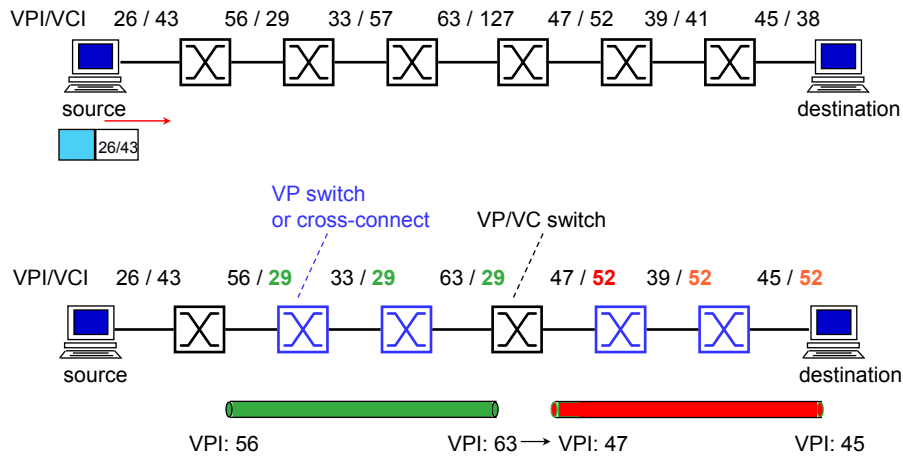 VPI/VCI 26 / 43 56 / 29 33 / 57 63 / 127 47 / 52 39 / 41 45 / 38
source
destination
26/43
VP switch
or cross-connect
VP/VC switch
VPI/VCI 26 / 43 56 / 29 33 / 29 63 / 29 47 / 52 39 / 52 45 / 52
source
destination
VPI: 56 VPI: 63 → VPI: 47 VPI: 45